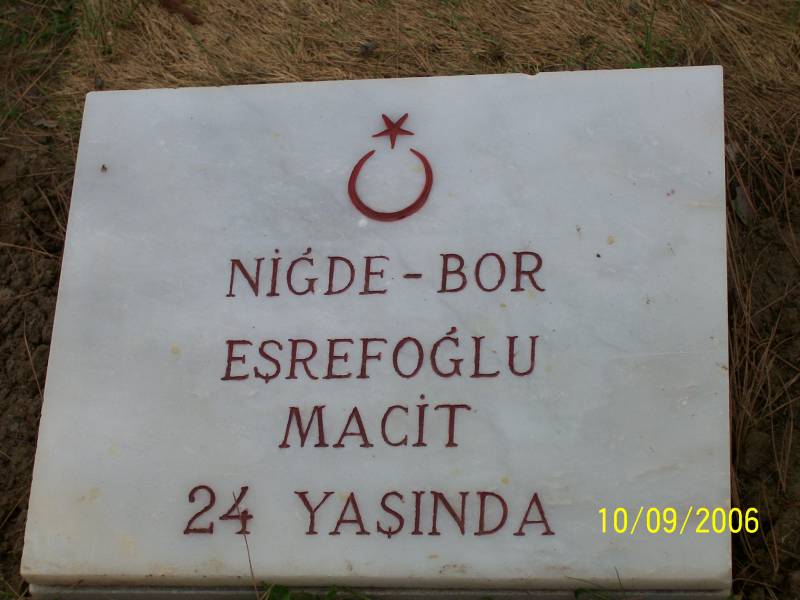 NİĞDE - BOR
EŞREFOĞLU
MACİT
24 YAŞINDA
10/09/2006